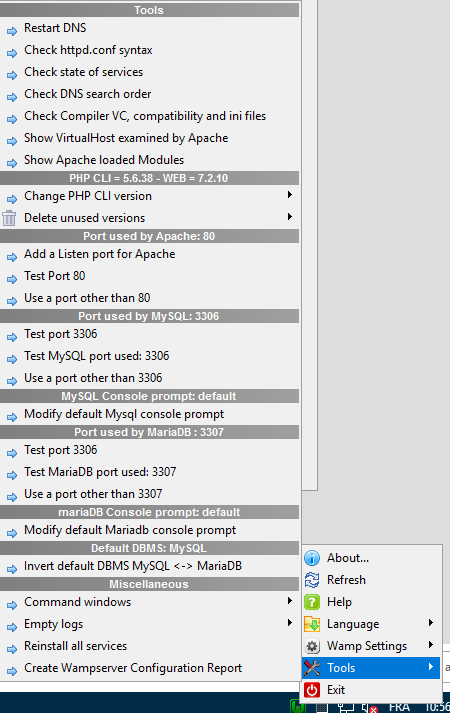 Tools
Restart DNS
Check httpd.conf syntax
Check state of services
Check DNS search order
Check Compiler VC, compatibility and ini files
Show VirtualHost examined by Apache
Show Apache loaded Modules
PHP CLI = 5.6.38 - WEB = 7.2.10
Change PHP CLI version
Delete unused versions
Port used by Apache: 80
Add a Listen port for Apache
Test Port 80
Use a port other than 80
Port used by MySQL: 3306
Test port 3306
Test MySQL port used: 3306
Use a port other than 3306
MySQL Console prompt: default
Modify default Mysql console prompt
Port used by MariaDB : 3307
Test port 3306
Test MariaDB port used: 3307
Use a port other than 3307
mariaDB Console prompt: default
Modify default Mariadb console prompt
Default DBMS: MySQL
Invert default DBMS MySQL <-> MariaDB
Miscellaneous
Command windows
Empty logs
Reinstall all services
Create Wampserver Configuration Report
About...
Refresh
Help
Language
Wamp Settings
Tools
Exit
FRA